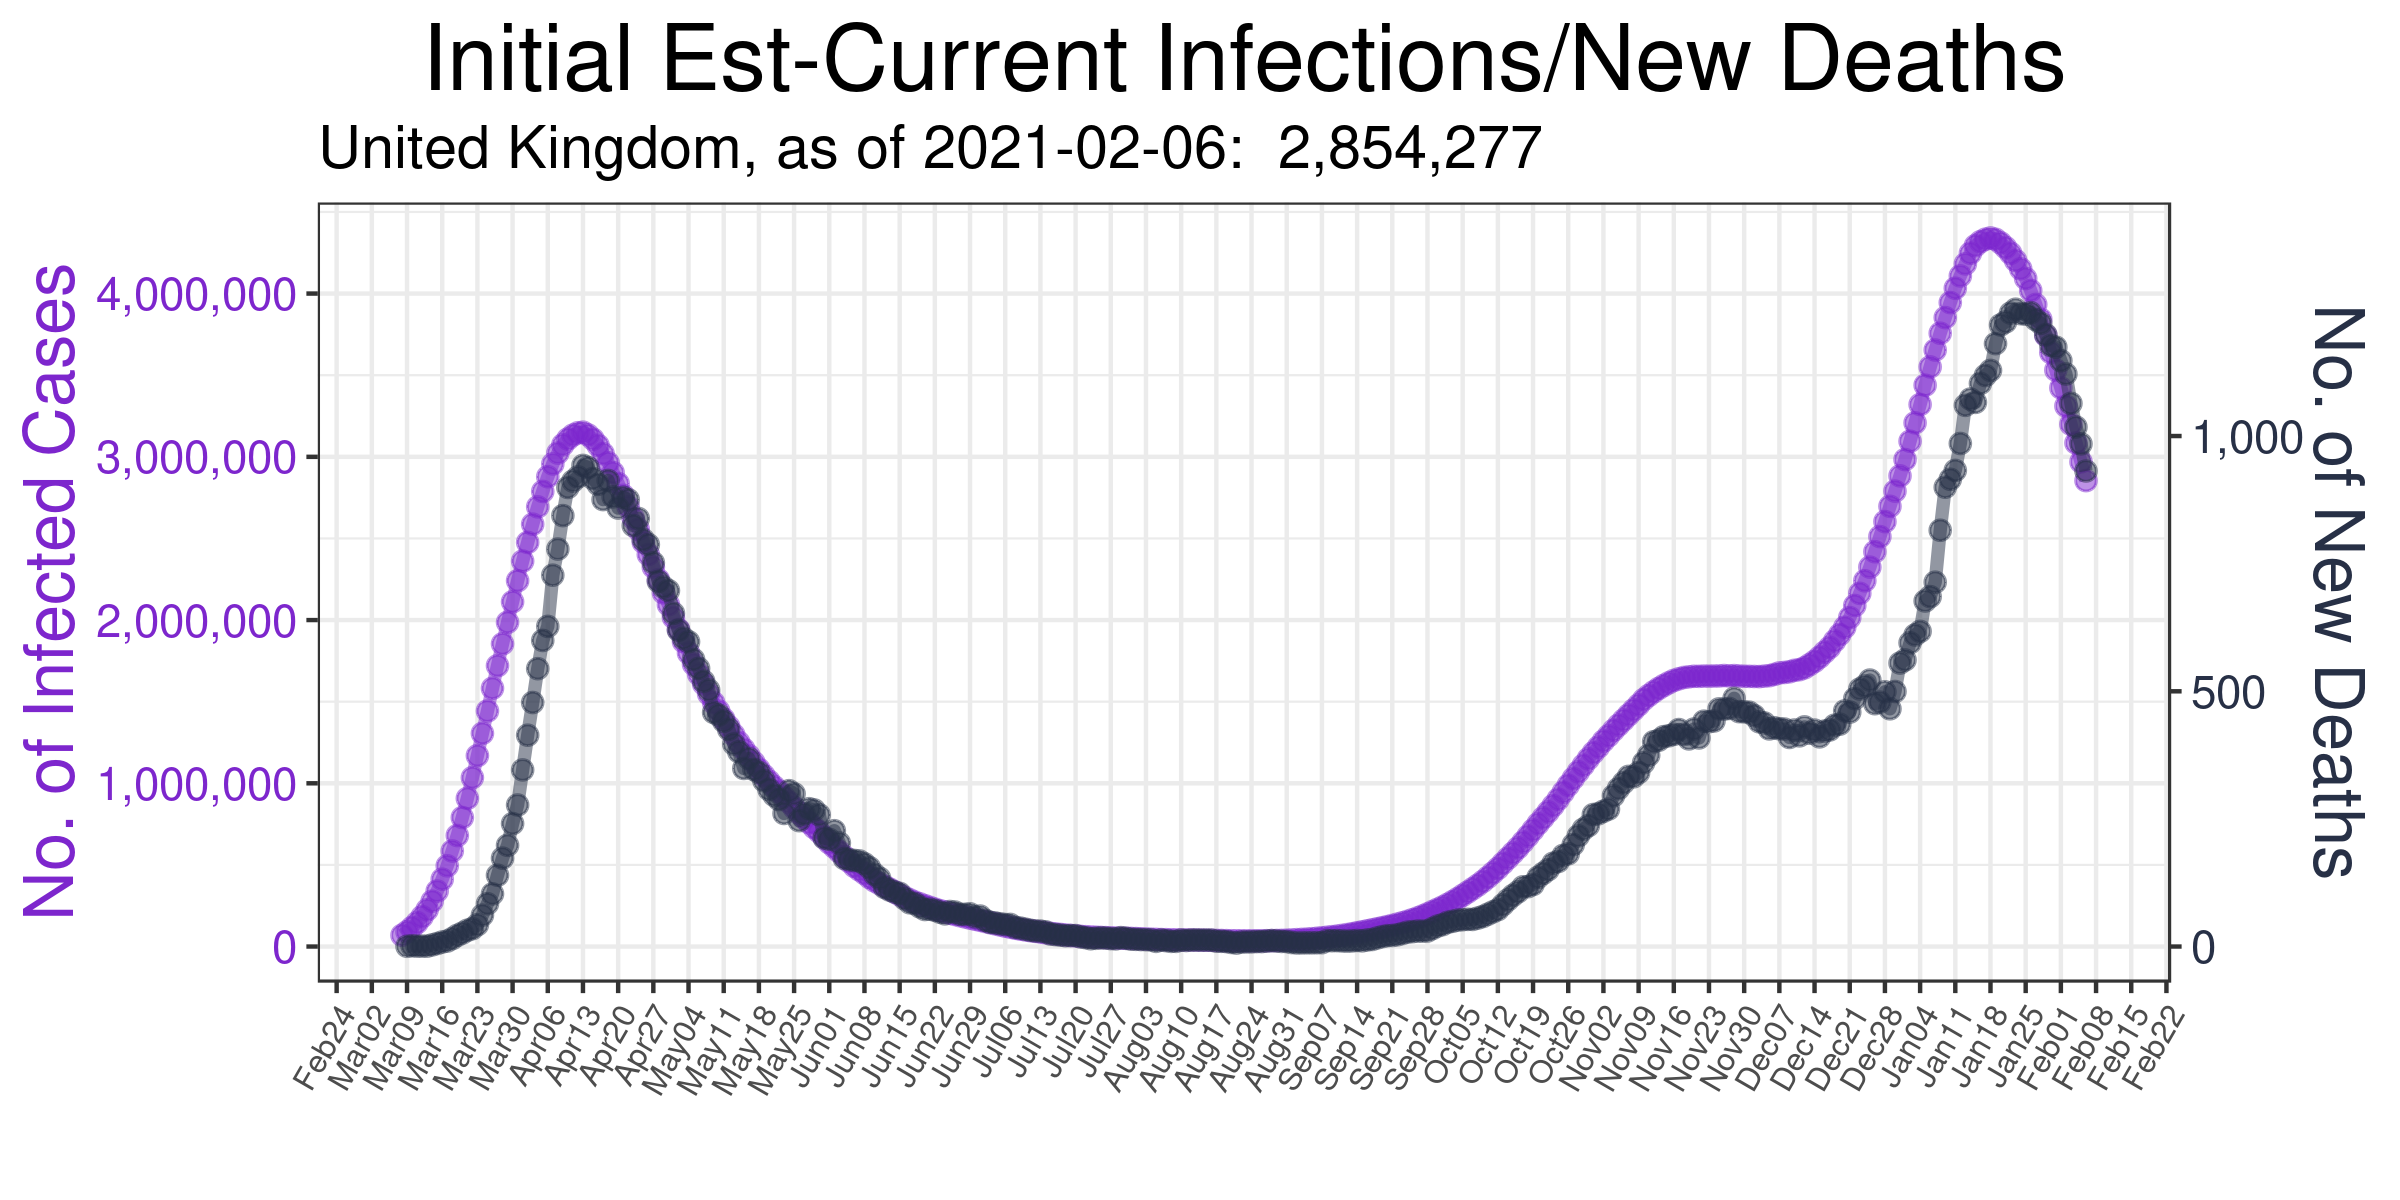 Initial Est-Current Infections/New Deaths
United Kingdom, as of 2021-02-06:  2,854,277
No. of Infected Cases
4,000,000
3,000,000
2,000,000
1,000,000
0
1,000
500
0
No. of New Deaths
Feb24
Mar02
Mar09
Mar16
Mar23
Mar30
Apr06
Apr13
Apr20
Apr27
May04
May11
May18
May25
Jun01
Jun08
Jun15
Jun22
Jun29
Jul06
Jul13
Jul20
Jul27
Aug03
Aug10
Aug17
Aug24
Aug31
Sep07
Sep14
Sep21
Sep28
Oct05
Oct12
Oct19
Oct26
Nov02
Nov09
Nov16
Nov23
Nov30
Dec07
Dec14
Dec21
Dec28
Jan04
Jan11
Jan18
Jan25
Feb01
Feb08
Feb15
Feb22